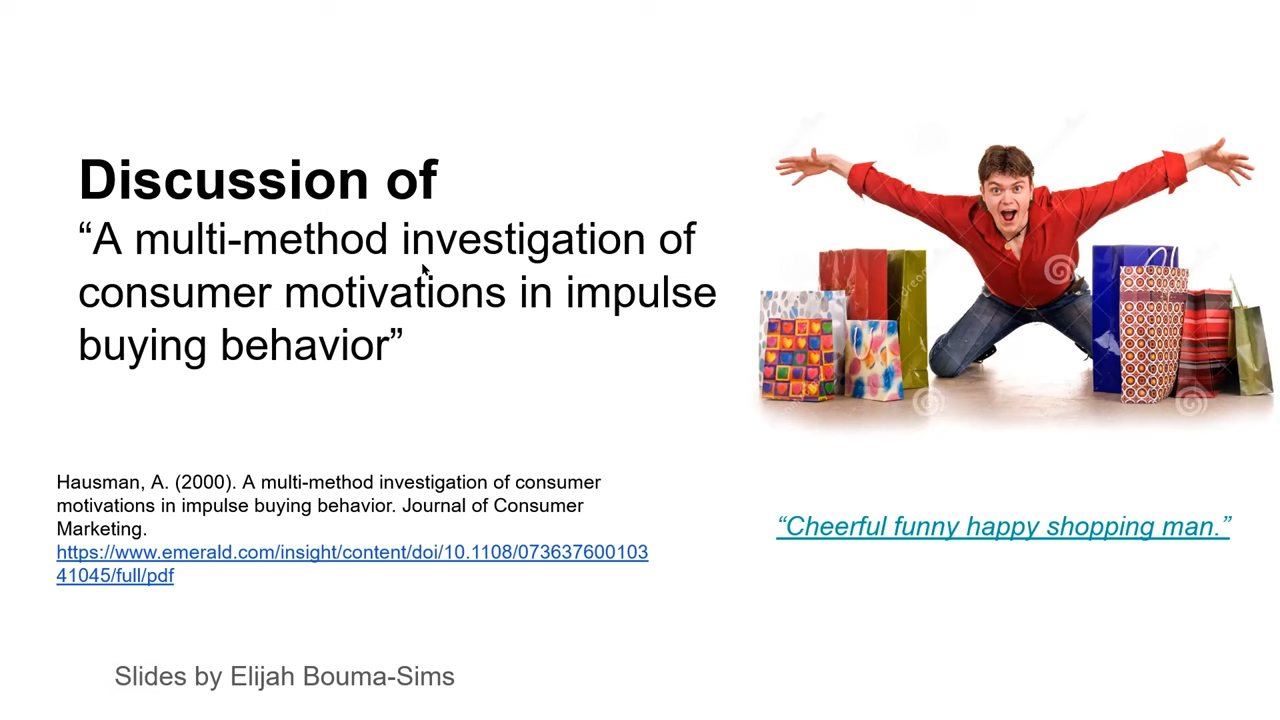 Discussion of
“A multi-method investigation of
consumer motivations in impulse
buying behavior”
Hausman, A. (2000). A multi-method investigation of consumer
motivations in impulse buying behavior. Journal of Consumer
Marketing.
https://www.emerald.com/insight/content/doi/10.1108/073637600103
41045/full/pdf
“Cheerful funny happy shopping man.”
Slides by Elijah Bouma-Sims